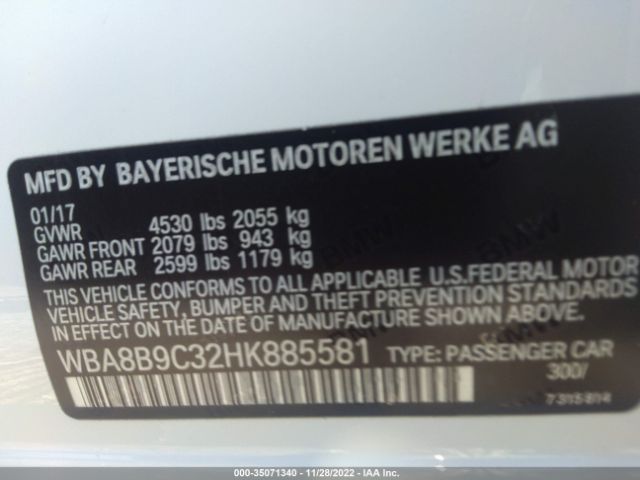 MFD BY BAYERISCHE MOTOREN WERKE AG
01/17
GVWR 4530 lbs 2055 kg
GAWR FRONT 2079 lbs 943 kg
GAWR REAR 2599 lbs 1179 kg
THIS VEHICLE CONFORMS TO ALL APPLICABLE U.S.FEDERAL MOTOR
VEHICLE SAFETY, BUMPER AND THEFT PREVENTION STANDARDS
IN EFFECT ON THE DATE OF MANUFACTURE SHOWN ABOVE.
WBA8B9C32HK885581 TYPE: PASSENGER CAR
300/
7315814
000-35071340 - 11/28/2022 - IAA Inc.